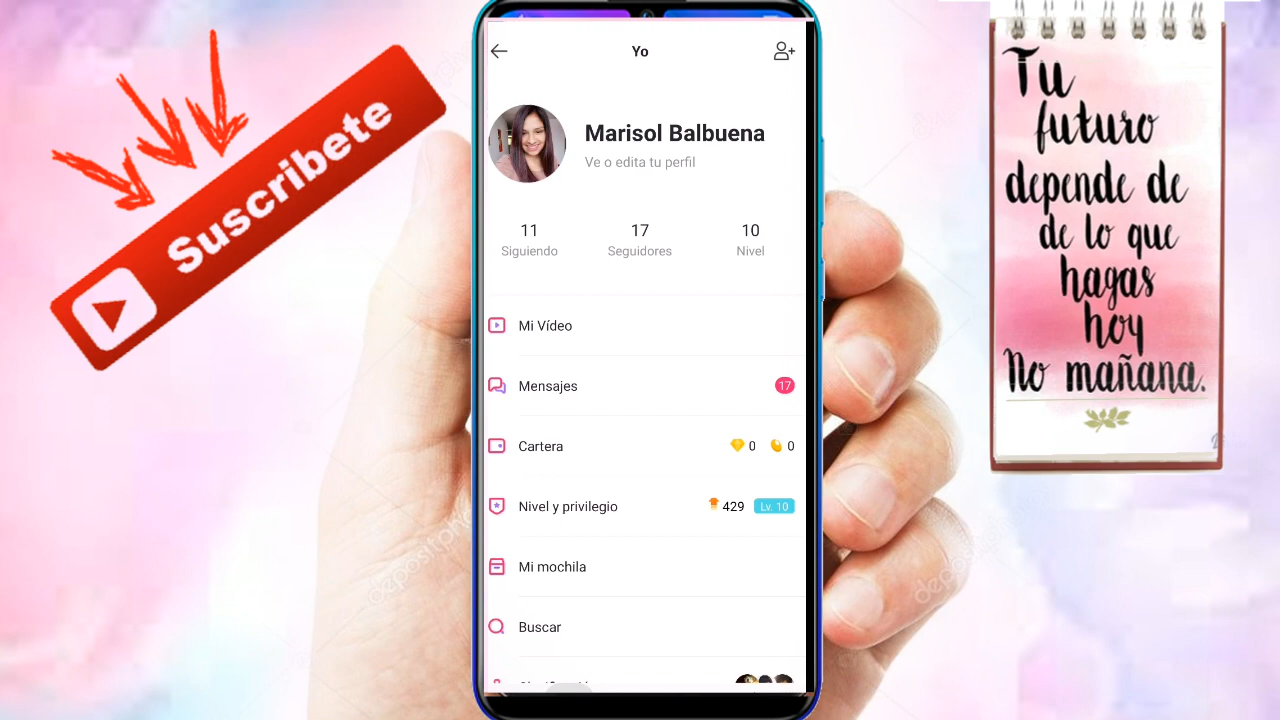 Suscribete
Yo
Marisol Balbuena
Ve o edita tu perfil
11
Siguiendo
17
Seguidores
10
Nivel
Mi Vídeo
Mensajes
17
Cartera
0
0
Nivel y privilegio
429
Lv. 10
Mi mochila
Buscar
Tu
futuro
depende de
de lo que
hagas
hoy
No mañana.